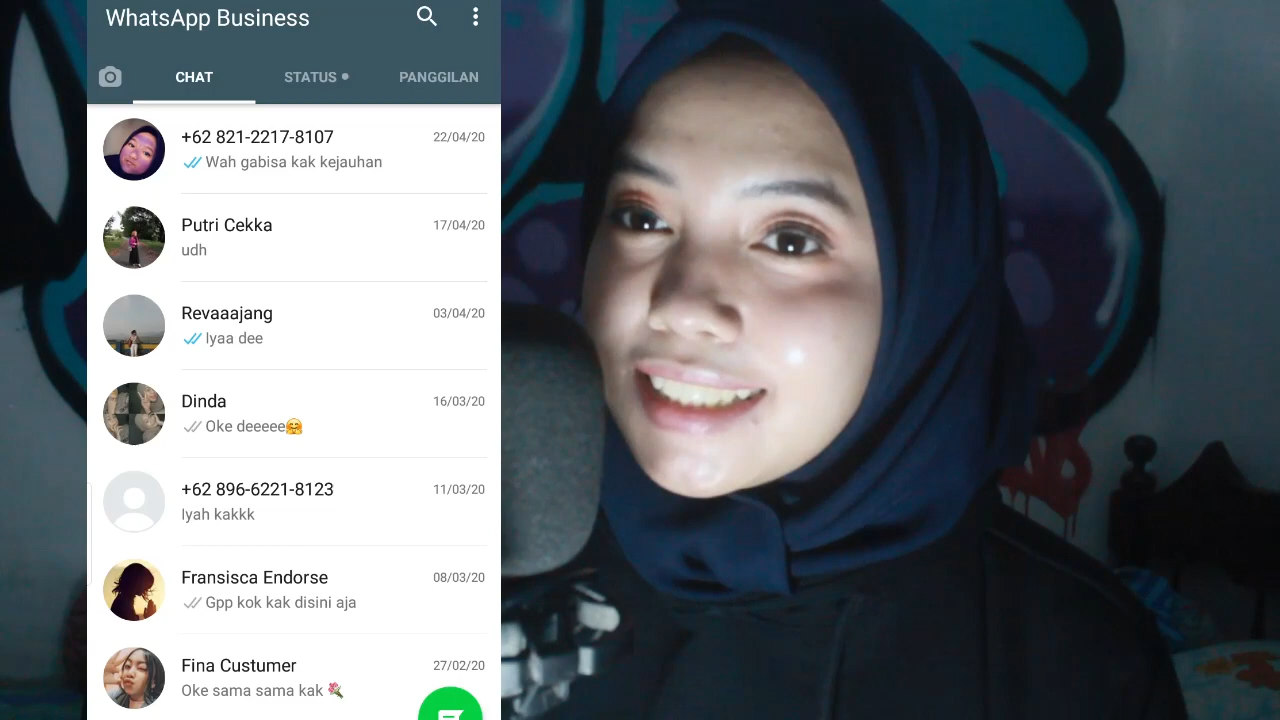 WhatsApp Business
CHAT STATUS PANGGILAN
+62 821-2217-8107 22/04/20
Wah gabisa kak kejauhan
Putri Cekka 17/04/20
udh
Revaaajang 03/04/20
Iyaa dee
Dinda 16/03/20
Oke deeeee🤗
+62 896-6221-8123 11/03/20
Iyah kakkk
Fransisca Endorse 08/03/20
Gpp kok kak disini aja
Fina Custumer 27/02/20
Oke sama sama kak 🌷